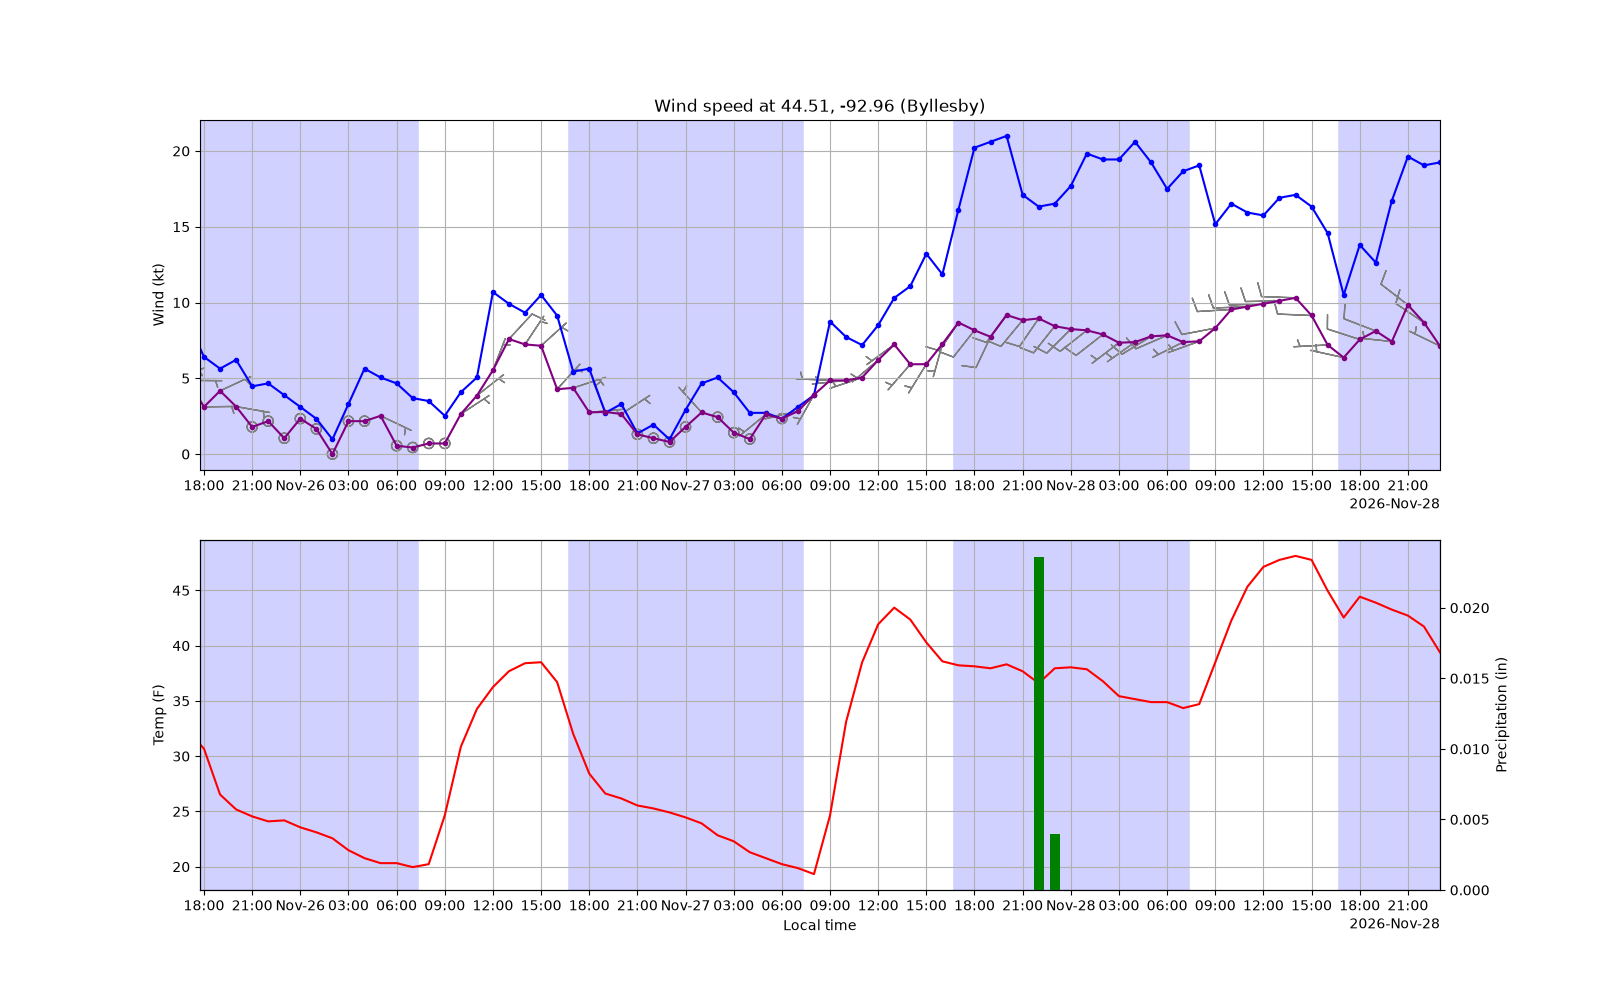 Wind speed at 44.51, -92.96 (Byllesby)
Wind (kt)
20
15
10
5
0
18:00 21:00 Nov-26 03:00 06:00 09:00 12:00 15:00 18:00 21:00 Nov-27 03:00 06:00 09:00 12:00 15:00 18:00 21:00 Nov-28 03:00 06:00 09:00 12:00 15:00 18:00 21:00
2026-Nov-28
Temp (F)
45
40
35
30
25
20
0.020
0.015
0.010
0.005
0.000
Precipitation (in)
18:00 21:00 Nov-26 03:00 06:00 09:00 12:00 15:00 18:00 21:00 Nov-27 03:00 06:00 09:00 12:00 15:00 18:00 21:00 Nov-28 03:00 06:00 09:00 12:00 15:00 18:00 21:00
Local time
2026-Nov-28